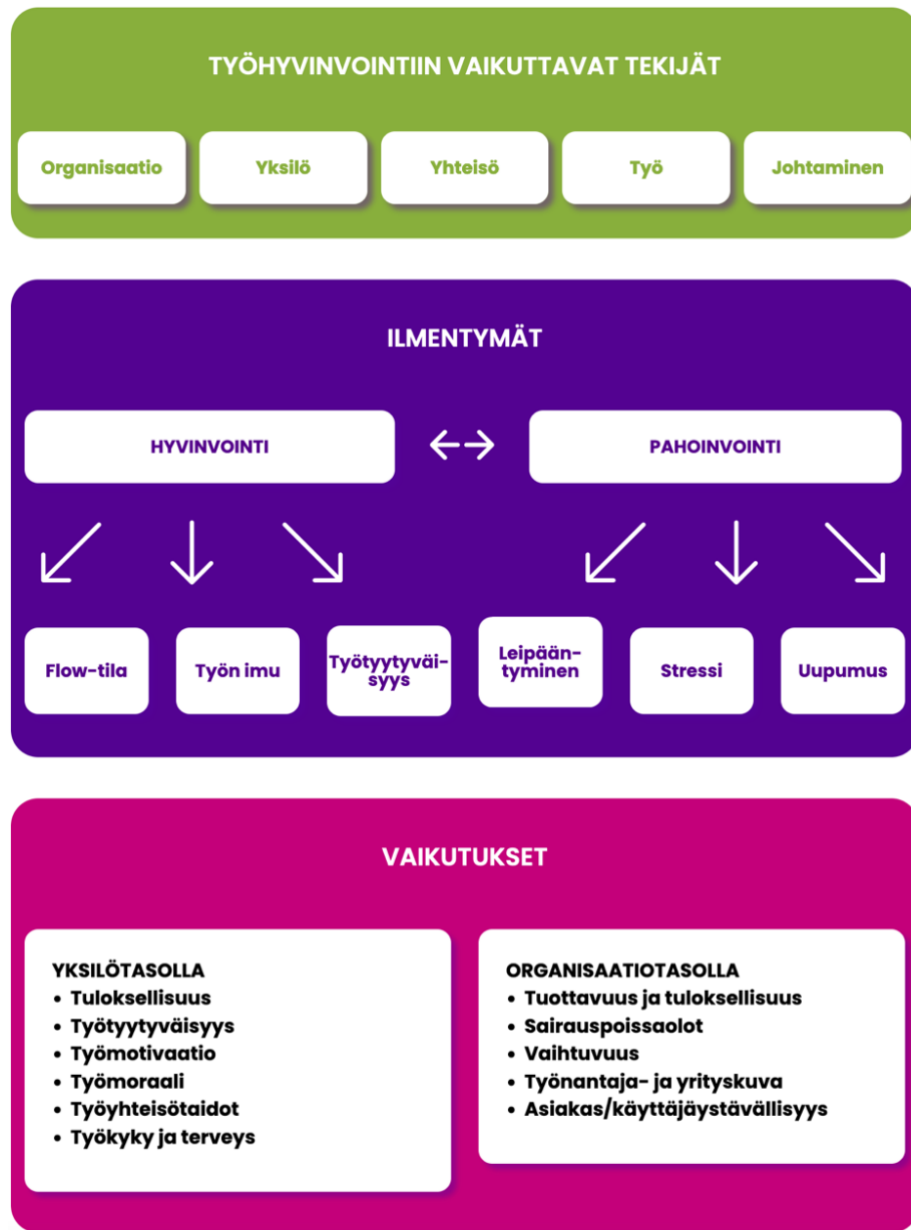 TYÖHYVINVOINTIIN VAIKUTTAVAT TEKIJÄT
Organisaatio
Yksilö
Yhteisö
Työ
Johtaminen
ILMENTYMÄT
HYVINVOINTI
PAHOINVOINTI
Flow-tila
Työn imu
Työtyytyväi-
syys
Leipään-
tyminen
Stressi
Uupumus
VAIKUTUKSET
YKSILÖTASOLLA
• Tuloksellisuus
• Työtyytyväisyys
• Työmotivaatio
• Työmoraali
• Työyhteisötaidot
• Työkyky ja terveys
ORGANISAATIOTASOLLA
• Tuottavuus ja tuloksellisuus
• Sairauspoissaolot
• Vaihtuvuus
• Työnantaja- ja yrityskuva
• Asiakas/käyttäjäystävällisyys